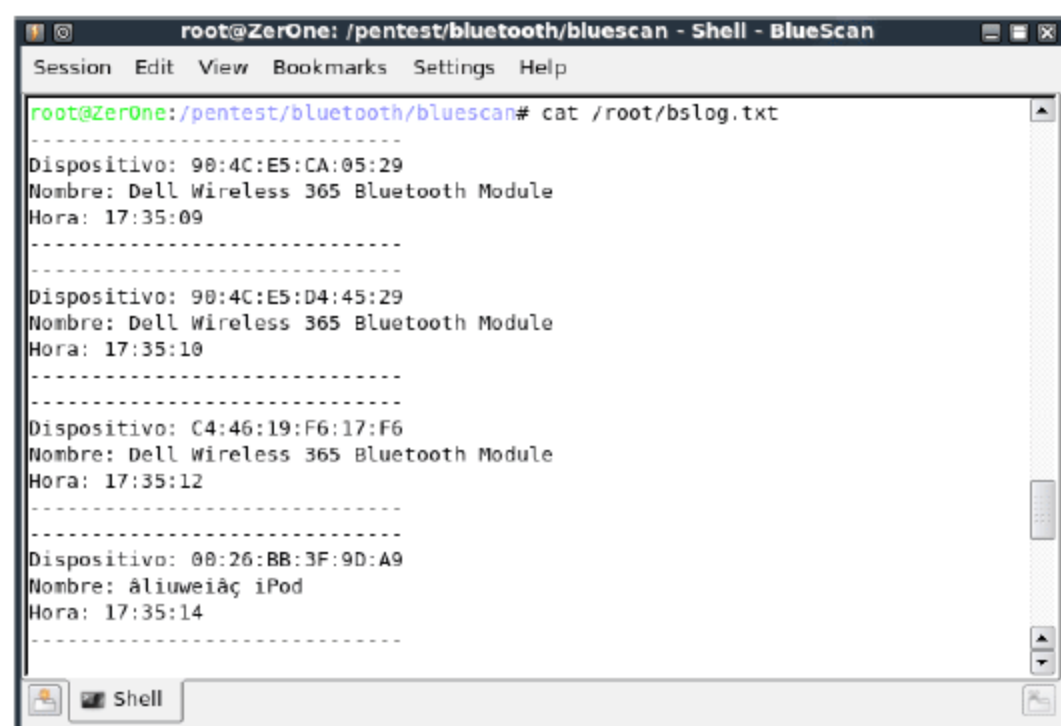 root@ZerOne: /pentest/bluetooth/bluescan - Shell - BlueScan
Session Edit View Bookmarks Settings Help
root@ZerOne:/pentest/bluetooth/bluescan# cat /root/bslog.txt
------------------------------
Dispositivo: 90:4C:E5:CA:05:29
Nombre: Dell Wireless 365 Bluetooth Module
Hora: 17:35:09
------------------------------
------------------------------
Dispositivo: 90:4C:E5:D4:45:29
Nombre: Dell Wireless 365 Bluetooth Module
Hora: 17:35:10
------------------------------
------------------------------
Dispositivo: C4:46:19:F6:17:F6
Nombre: Dell Wireless 365 Bluetooth Module
Hora: 17:35:12
------------------------------
------------------------------
Dispositivo: 00:26:BB:3F:9D:A9
Nombre: âliuweiâç iPod
Hora: 17:35:14
------------------------------
Shell